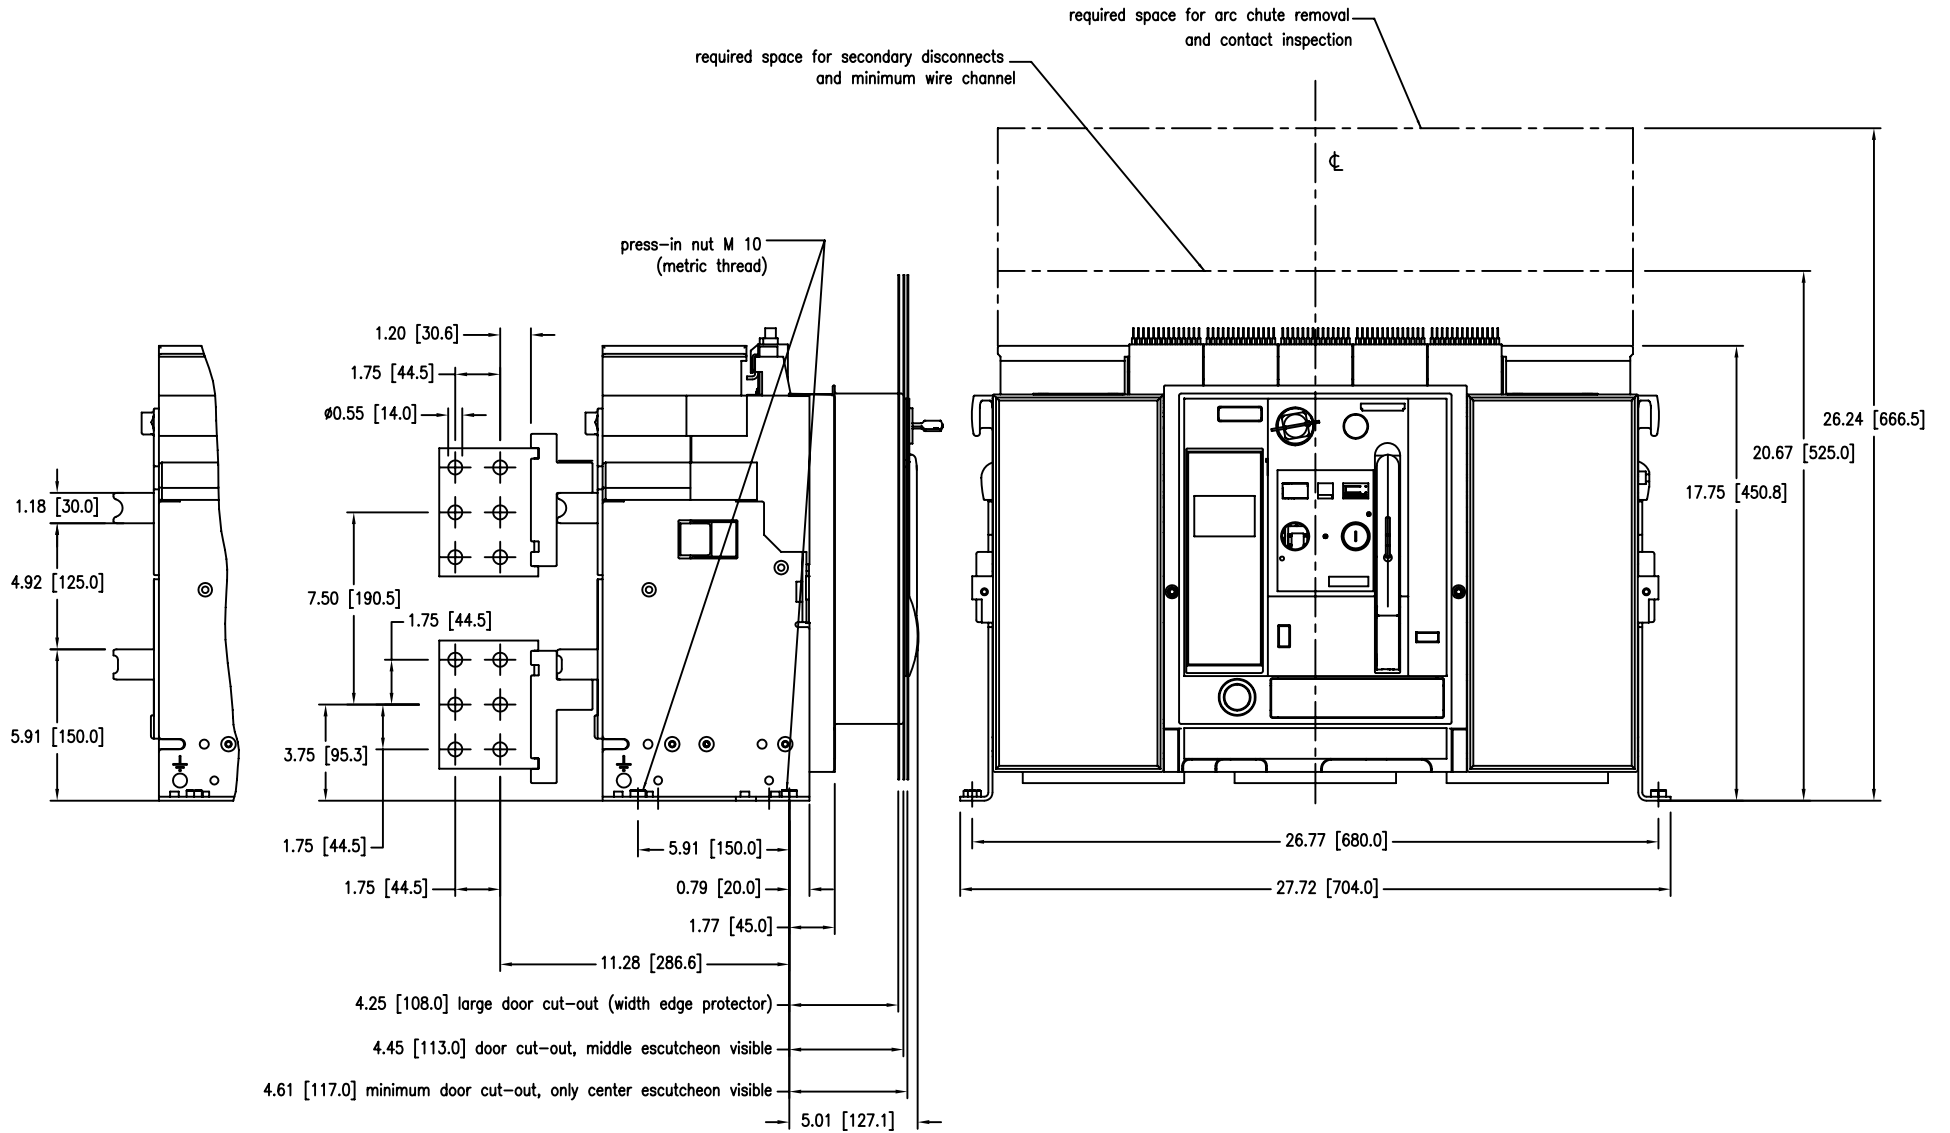 required space for arc chute removal
and contact inspection
required space for secondary disconnects
and minimum wire channel
℄
press-in nut M 10
(metric thread)
1.20 [30.6]
1.75 [44.5]
ø0.55 [14.0]
26.24 [666.5]
20.67 [525.0]
17.75 [450.8]
1.18 [30.0]
4.92 [125.0]
7.50 [190.5]
1.75 [44.5]
5.91 [150.0]
3.75 [95.3]
1.75 [44.5]
5.91 [150.0]
26.77 [680.0]
1.75 [44.5]
0.79 [20.0]
27.72 [704.0]
1.77 [45.0]
11.28 [286.6]
4.25 [108.0] large door cut-out (width edge protector)
4.45 [113.0] door cut-out, middle escutcheon visible
4.61 [117.0] minimum door cut-out, only center escutcheon visible
5.01 [127.1]